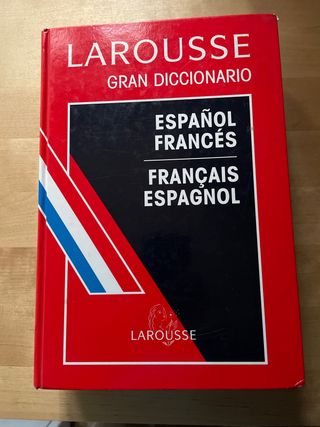 LAROUSSE
GRAN DICCIONARIO
ESPAÑOL
FRANCÉS
FRANÇAIS
ESPAGNOL
LAROUSSE